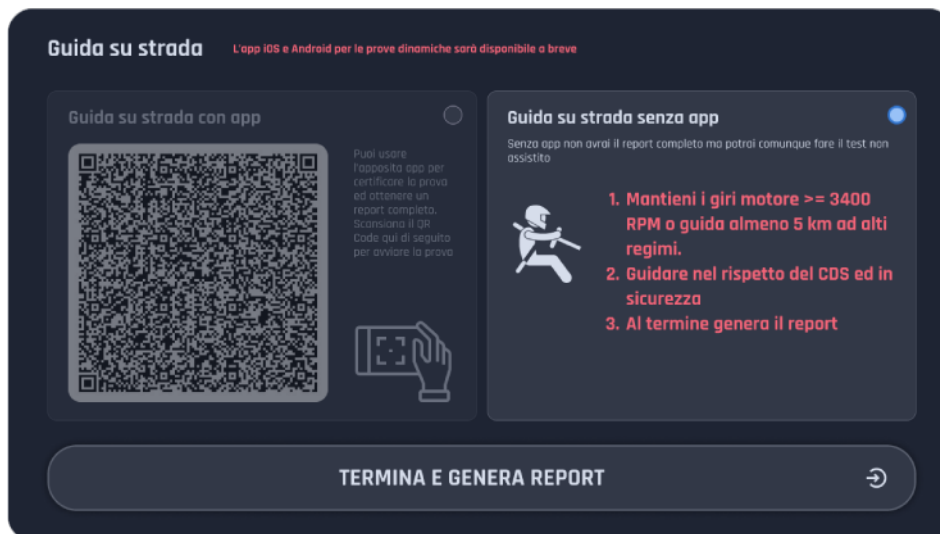 Guida su strada
L'app iOS e Android per le prove dinamiche sarà disponibile a breve
Guida su strada con app
Puoi usare
l'apposita app per
certificare la prova
ed ottenere un
report completo.
Scansiona il QR
Code qui di seguito
per avviare la prova
Guida su strada senza app
Senza app non avrai il report completo ma potrai comunque fare il test non
assistito
1. Mantieni i giri motore >= 3400
RPM o guida almeno 5 km ad alti
regimi.
2. Guidare nel rispetto del CDS ed in
sicurezza
3. Al termine genera il report
TERMINA E GENERA REPORT